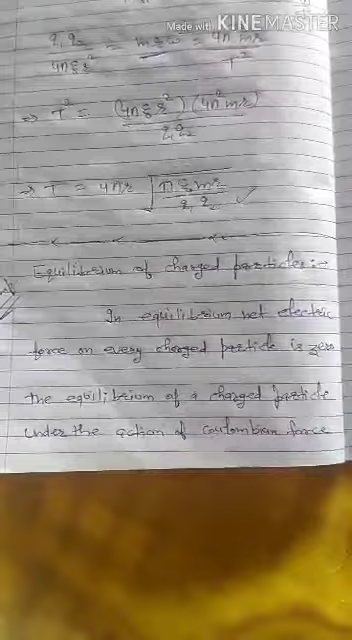 Made with KINEMASTER
q₁q₂ / 4πε₀r² = mrω² = 4π²mr / T²
⇒ T² = (4πε₀r²)(4π²mr) / q₁q₂
⇒ T = 4πr √(πε₀mr / q₁q₂) ✓
Equilibrium of charged particles:-
In equilibrium net electric
force on every charged particle is zero
the equilibrium of a charged particle
under the action of coulombian force